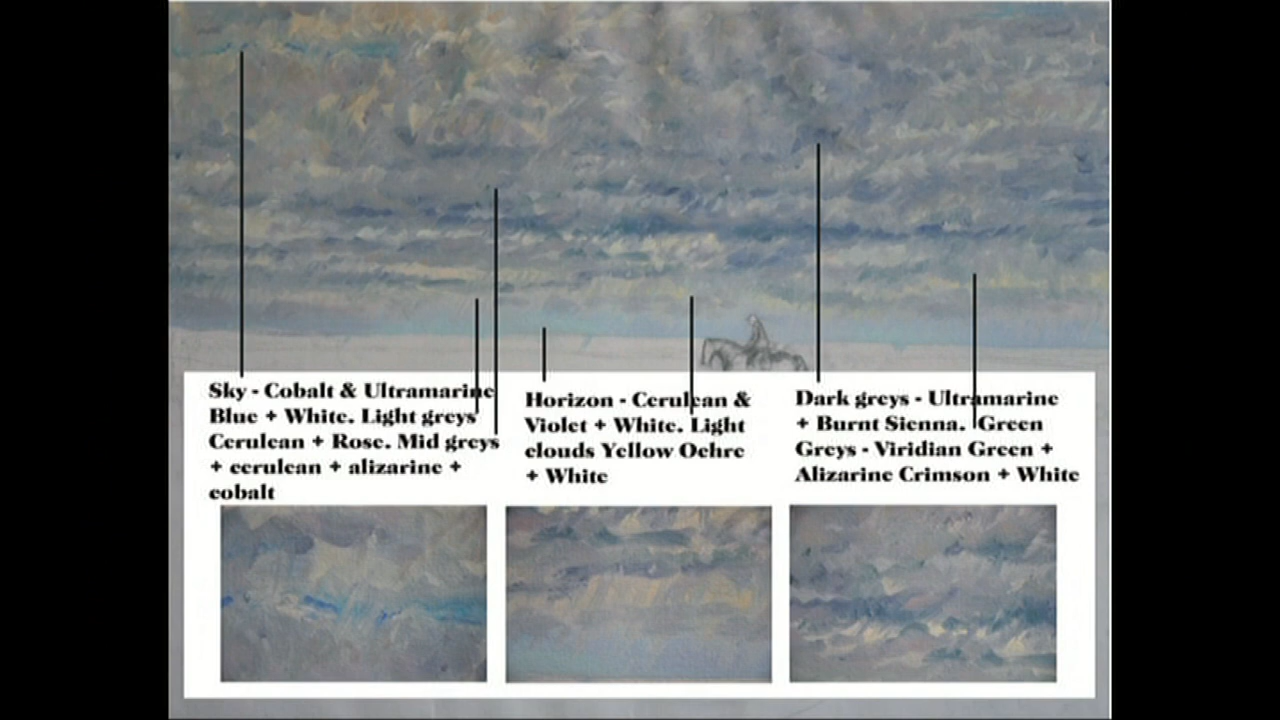 Sky - Cobalt & Ultramarine
Blue + White. Light greys
Cerulean + Rose. Mid greys
+ cerulean + alizarine +
cobalt
Horizon - Cerulean &
Violet + White. Light
clouds Yellow Ochre
+ White
Dark greys - Ultramarine
+ Burnt Sienna. Green
Greys - Viridian Green +
Alizarine Crimson + White